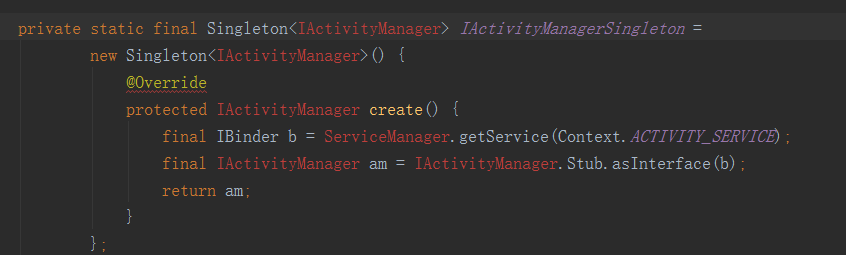 private static final Singleton<IActivityManager> IActivityManagerSingleton =
new Singleton<IActivityManager>() {
@Override
protected IActivityManager create() {
final IBinder b = ServiceManager.getService(Context.ACTIVITY_SERVICE);
final IActivityManager am = IActivityManager.Stub.asInterface(b);
return am;
}
};